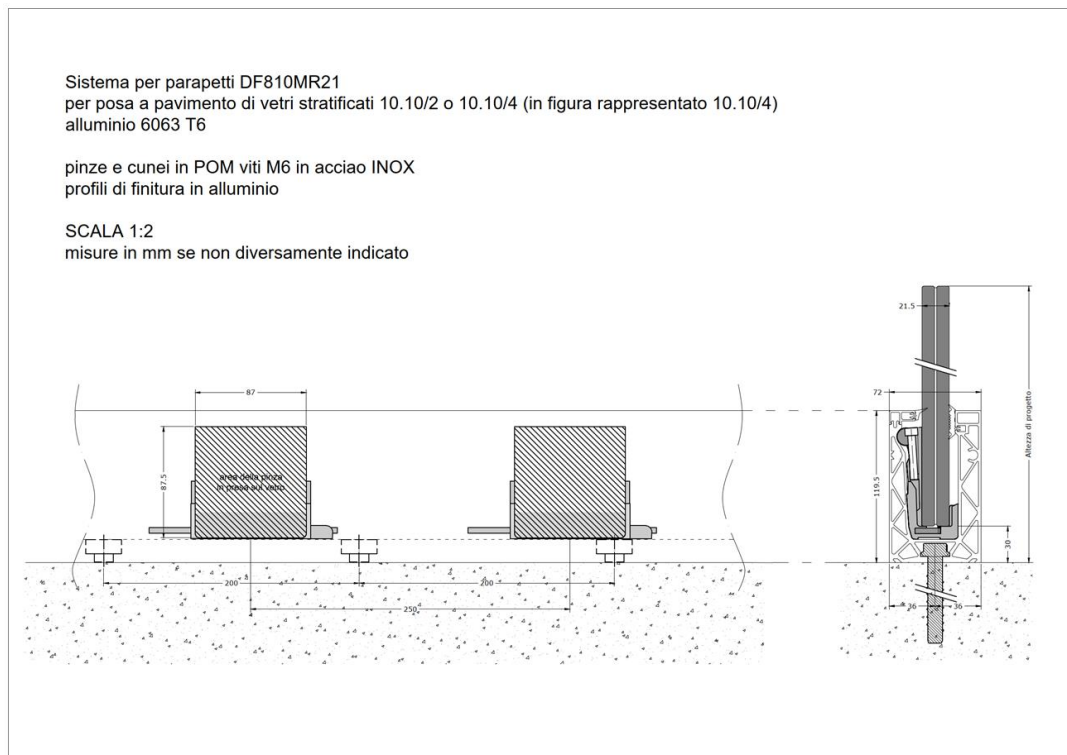 Sistema per parapetti DF810MR21
per posa a pavimento di vetri stratificati 10.10/2 o 10.10/4 (in figura rappresentato 10.10/4)
alluminio 6063 T6
pinze e cunei in POM viti M6 in acciao INOX
profili di finitura in alluminio
SCALA 1:2
misure in mm se non diversamente indicato
21.5
87
72
Altezza di progetto
87.5
area della pinza
in presa sul vetro
119.5
30
200
200
250
36
36